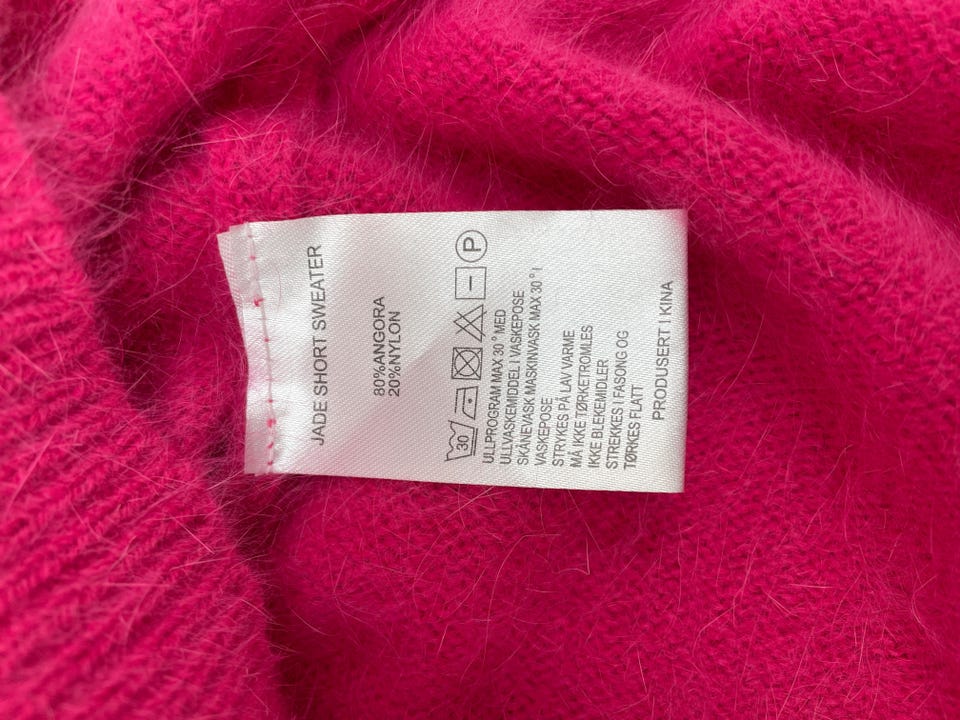 JADE SHORT SWEATER
80%ANGORA
20%NYLON
30 P
ULLPROGRAM MAX 30° MED
ULLVASKEMIDDEL I VASKEPOSE
SKÅNEVASK MASKINVASK MAX 30° I
VASKEPOSE
STRYKES PÅ LAV VARME
MÅ IKKE TØRKETROMLES
IKKE BLEKEMIDLER
STREKKES I FASONG OG
TØRKES FLATT
PRODUSERT I KINA